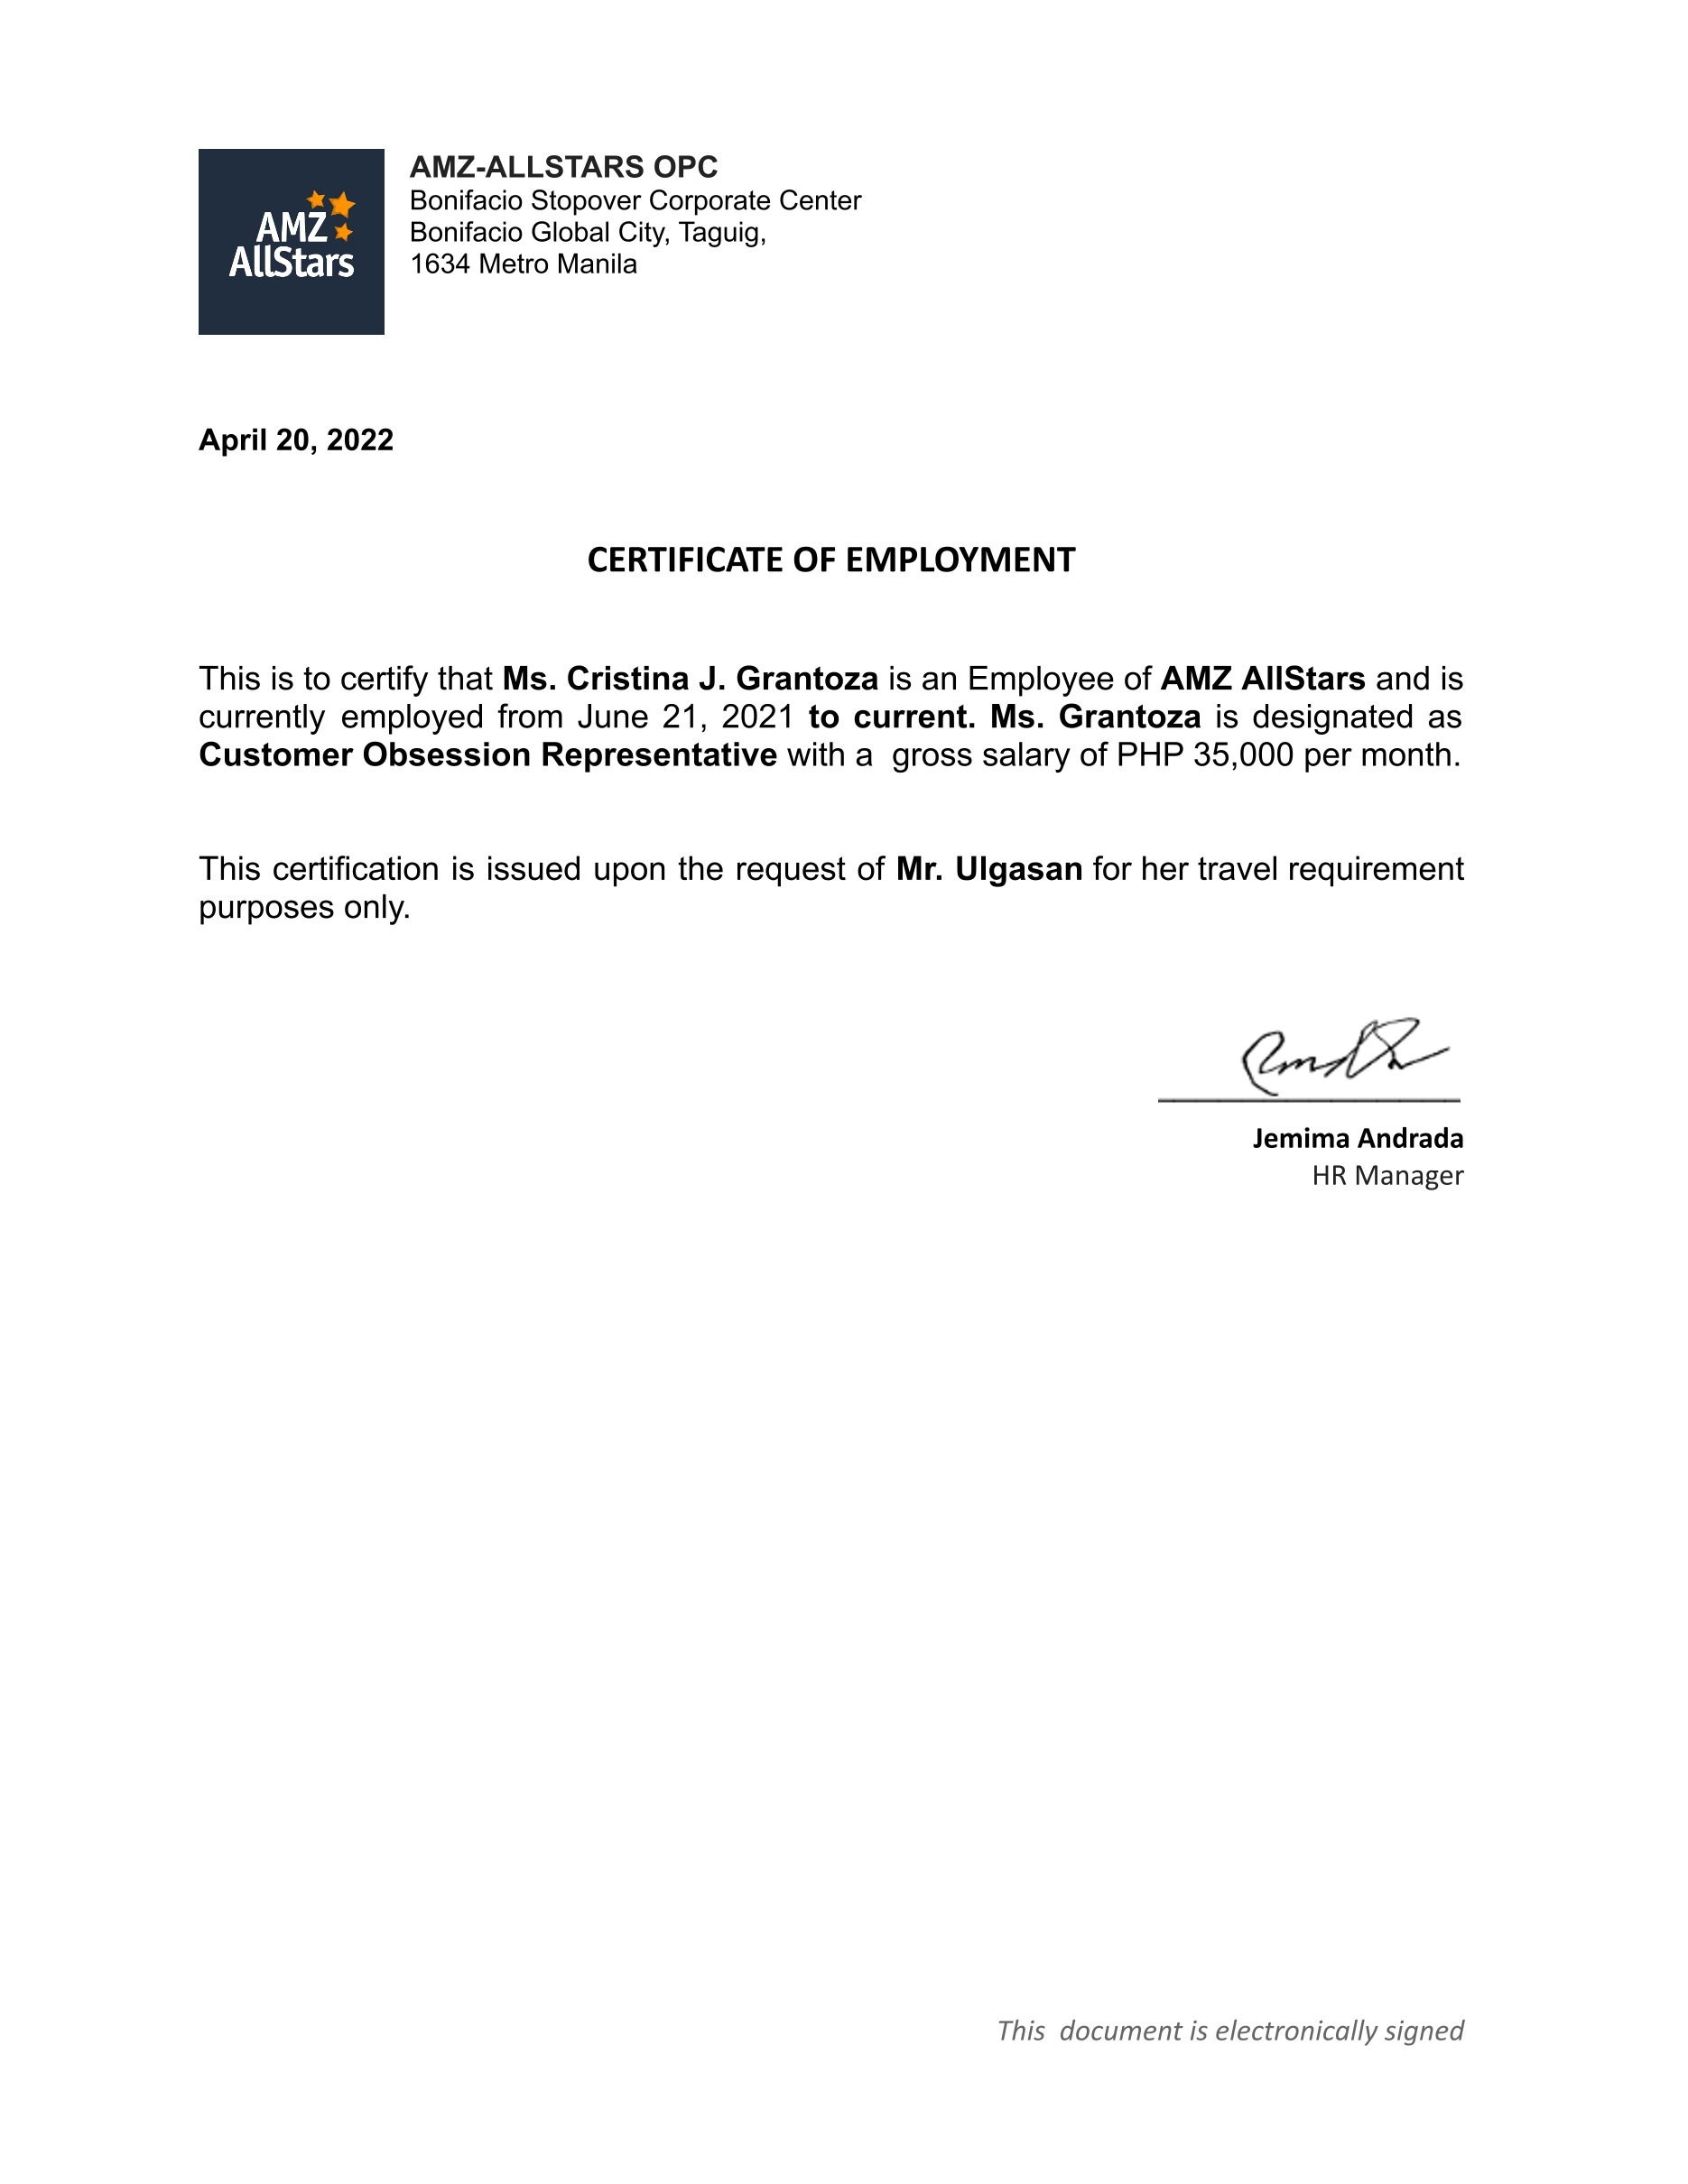 AMZ
AllStars
AMZ-ALLSTARS OPC
Bonifacio Stopover Corporate Center
Bonifacio Global City, Taguig,
1634 Metro Manila
April 20, 2022
CERTIFICATE OF EMPLOYMENT
This is to certify that Ms. Cristina J. Grantoza is an Employee of AMZ AllStars and is
currently employed from June 21, 2021 to current. Ms. Grantoza is designated as
Customer Obsession Representative with a  gross salary of PHP 35,000 per month.
This certification is issued upon the request of Mr. Ulgasan for her travel requirement
purposes only.
Jemima Andrada
HR Manager
This  document is electronically signed